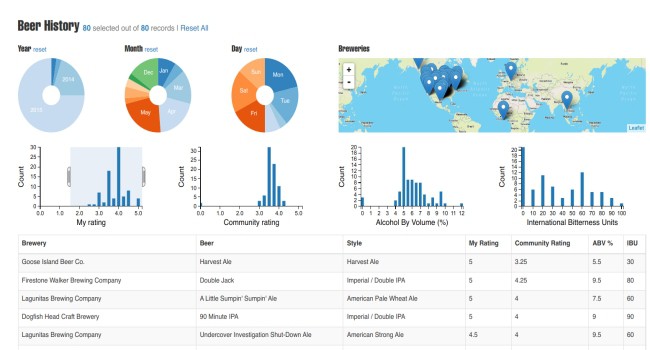 Beer History 80 selected out of 80 records | Reset All
Year reset
Month reset
Day reset
Breweries
2014
2015
Dec
Jan
Mar
Apr
May
Sun
Mon
Sat
Tue
Fri
+
-
Leaflet
Count
30
25
20
15
10
5
0
0.0 1.0 2.0 3.0 4.0 5.0
My rating
Count
30
25
20
15
10
5
0
0.0 1.0 2.0 3.0 4.0 5.0
Community rating
Count
20
18
16
14
12
10
8
6
4
2
0
0 1 2 3 4 5 6 7 8 9 10 11 12
Alcohol By Volume (%)
Count
20
18
16
14
12
10
8
6
4
2
0
0 10 20 30 40 50 60 70 80 90 100
International Bitterness Units
Brewery Beer Style My Rating Community Rating ABV % IBU
Goose Island Beer Co. Harvest Ale Harvest Ale 5 3.25 5.5 30
Firestone Walker Brewing Company Double Jack Imperial / Double IPA 5 4.25 9.5 80
Lagunitas Brewing Company A Little Sumpin' Sumpin' Ale American Pale Wheat Ale 5 4 7.5 60
Dogfish Head Craft Brewery 90 Minute IPA Imperial / Double IPA 5 4 9 90
Lagunitas Brewing Company Undercover Investigation Shut-Down Ale American Strong Ale 4.5 4 9.5 60